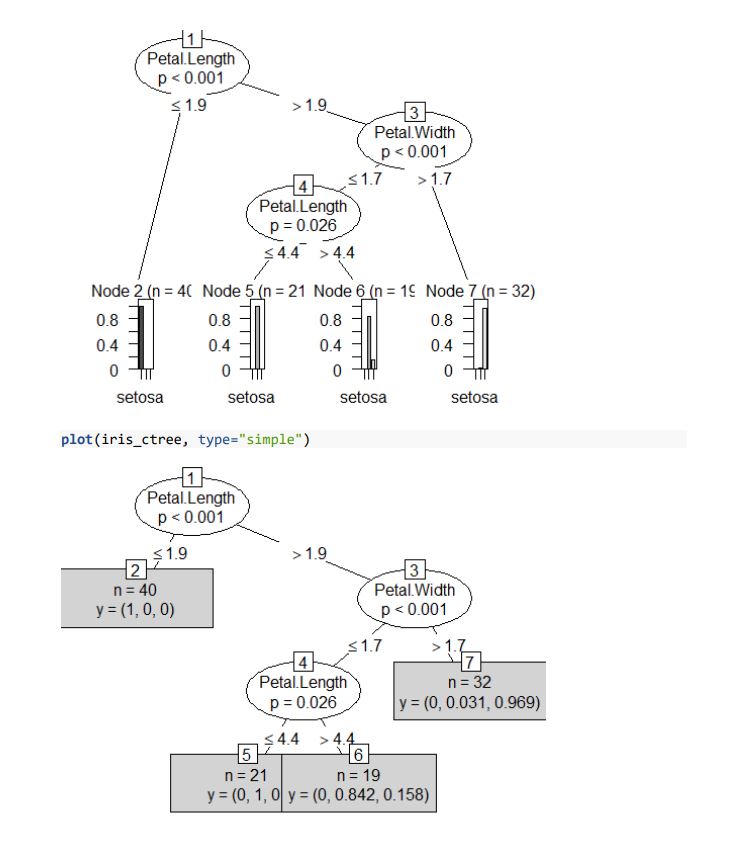 1
Petal.Length
p < 0.001
≤ 1.9
> 1.9
3
Petal.Width
p < 0.001
≤ 1.7
> 1.7
4
Petal.Length
p = 0.026
≤ 4.4
> 4.4
Node 2 (n = 40 Node 5 (n = 21 Node 6 (n = 19 Node 7 (n = 32)
0.8 0.8 0.8 0.8
0.4 0.4 0.4 0.4
0 0 0 0
setosa setosa setosa setosa
plot(iris_ctree, type="simple")
1
Petal.Length
p < 0.001
≤ 1.9
> 1.9
2
n = 40
y = (1, 0, 0)
3
Petal.Width
p < 0.001
≤ 1.7
> 1.7
4
Petal.Length
p = 0.026
7
n = 32
y = (0, 0.031, 0.969)
≤ 4.4
> 4.4
5
n = 21
y = (0, 1, 0
6
n = 19
y = (0, 0.842, 0.158)